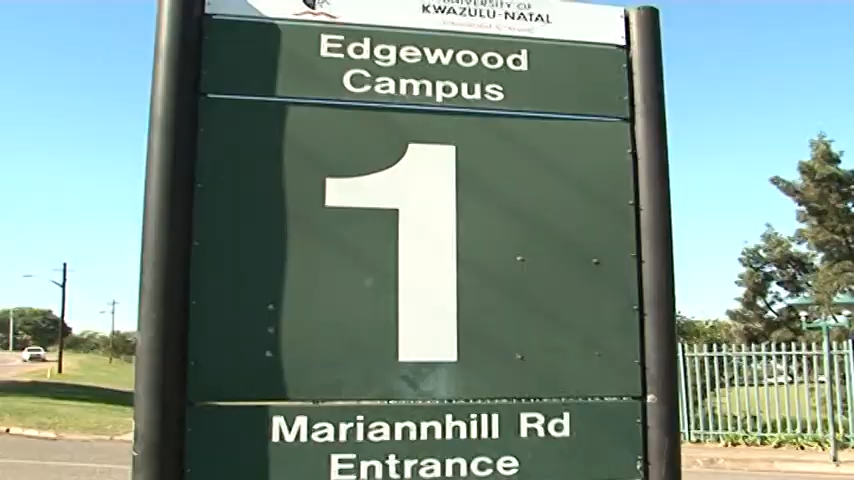 UNIVERSITY OF
KWAZULU-NATAL
Edgewood
Campus
1
Mariannhill Rd
Entrance